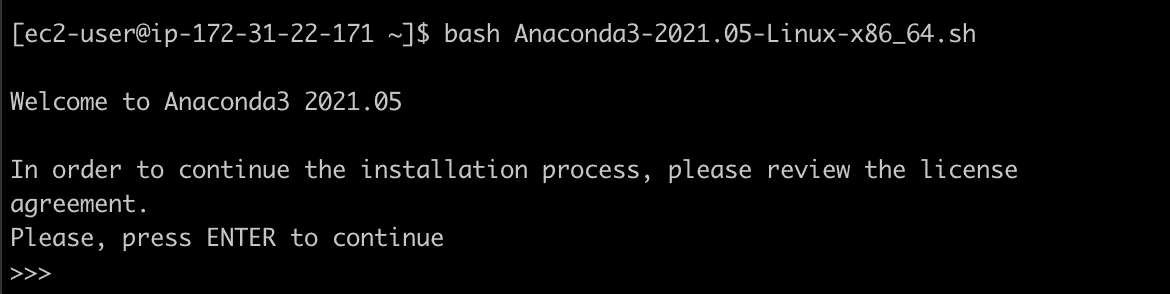 [ec2-user@ip-172-31-22-171 ~]$ bash Anaconda3-2021.05-Linux-x86_64.sh
Welcome to Anaconda3 2021.05
In order to continue the installation process, please review the license
agreement.
Please, press ENTER to continue
>>>